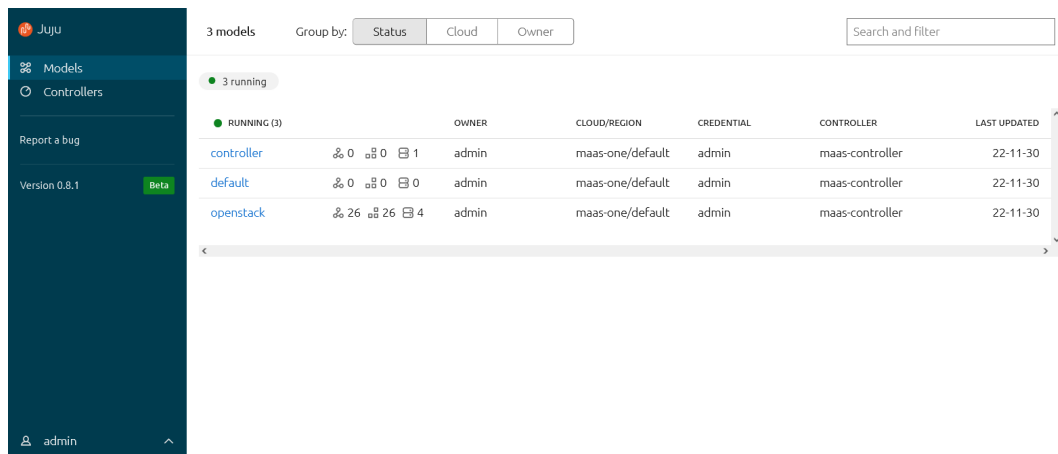 Juju
3 models Group by: Status Cloud Owner Search and filter
Models
Controllers
3 running
RUNNING (3) OWNER CLOUD/REGION CREDENTIAL CONTROLLER LAST UPDATED
Report a bug
controller 0 0 1 admin maas-one/default admin maas-controller 22-11-30
Version 0.8.1 Beta
default 0 0 0 admin maas-one/default admin maas-controller 22-11-30
openstack 26 26 4 admin maas-one/default admin maas-controller 22-11-30
admin